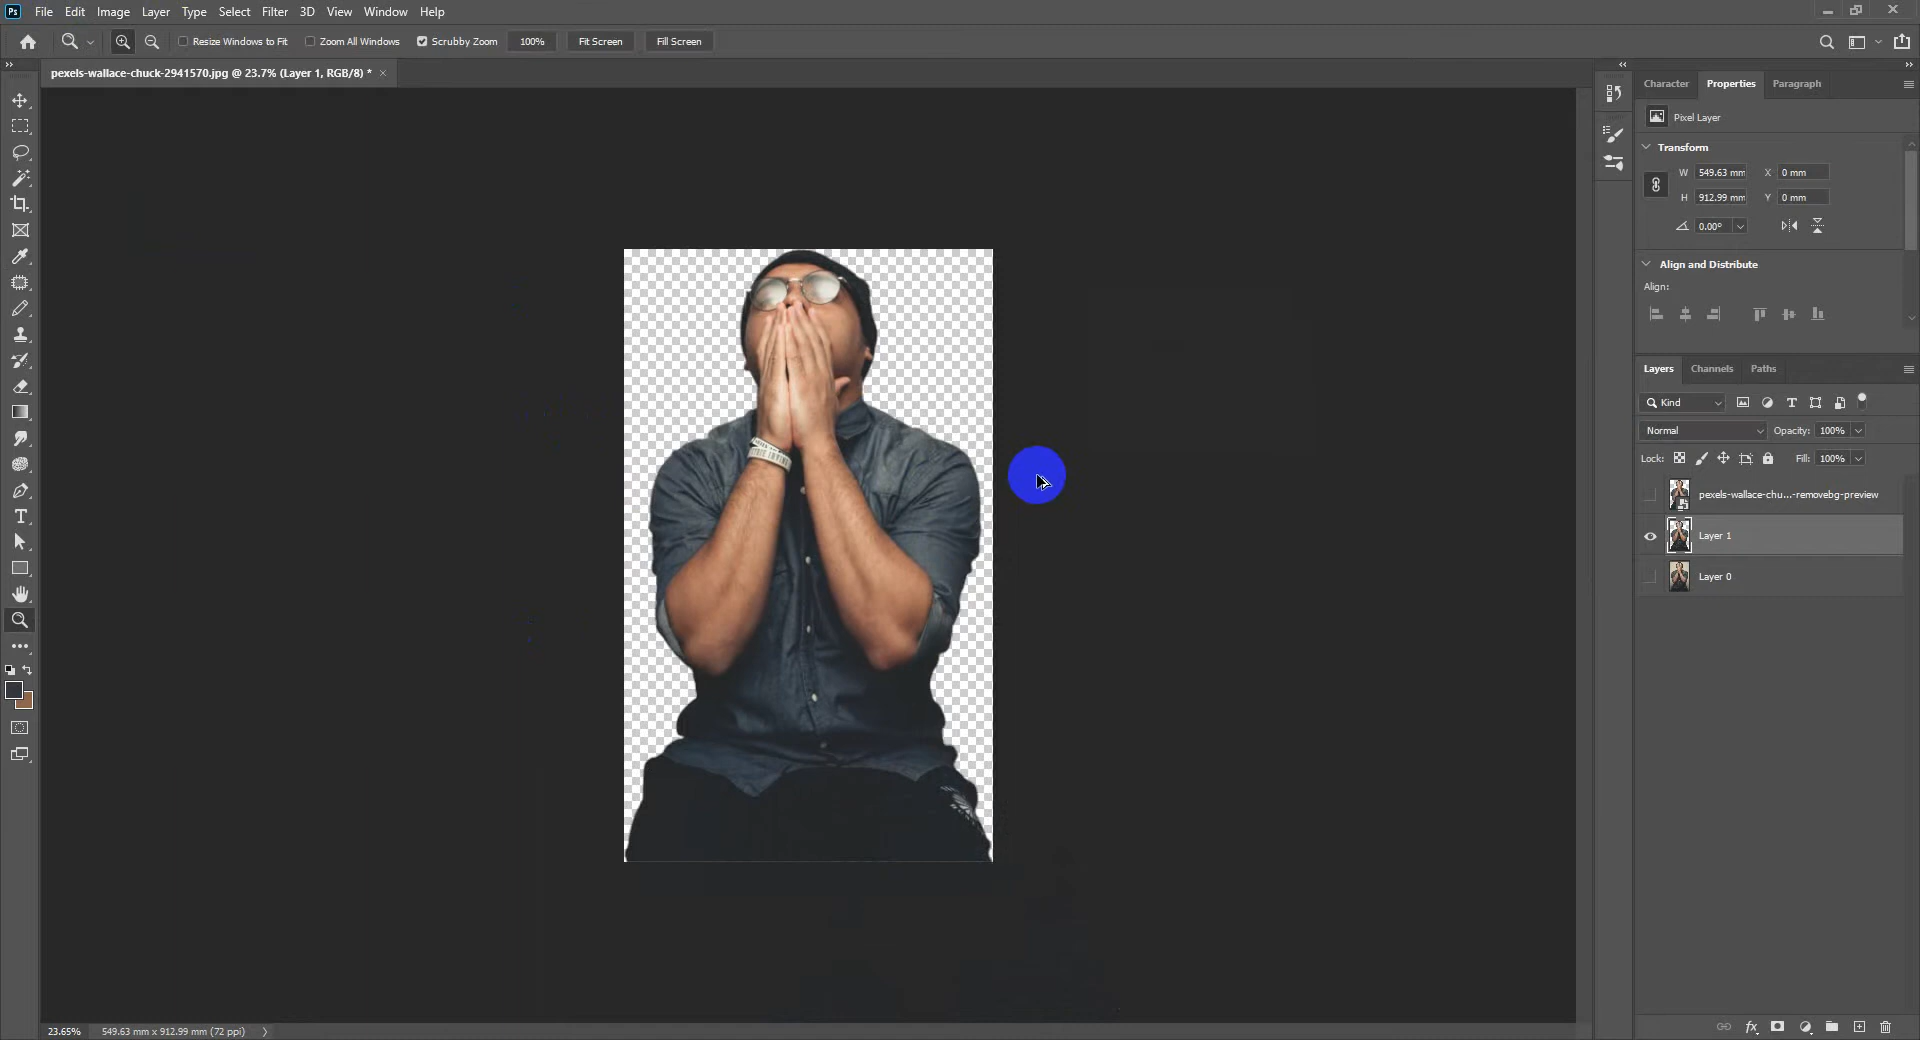 Ps File Edit Image Layer Type Select Filter 3D View Window Help
Resize Windows to Fit Zoom All Windows Scrubby Zoom 100% Fit Screen Fill Screen
pexels-wallace-chuck-2941570.jpg @ 23.7% (Layer 1, RGB/8) * ×
Character Properties Paragraph
Pixel Layer
Transform
W 549.63 mm X 0 mm
H 912.99 mm Y 0 mm
0.00°
Align and Distribute
Align:
Layers Channels Paths
Kind
Normal Opacity: 100%
Lock: Fill: 100%
pexels-wallace-chu...-removebg-preview
Layer 1
Layer 0
23.65% 549.63 mm x 912.99 mm (72 ppi)